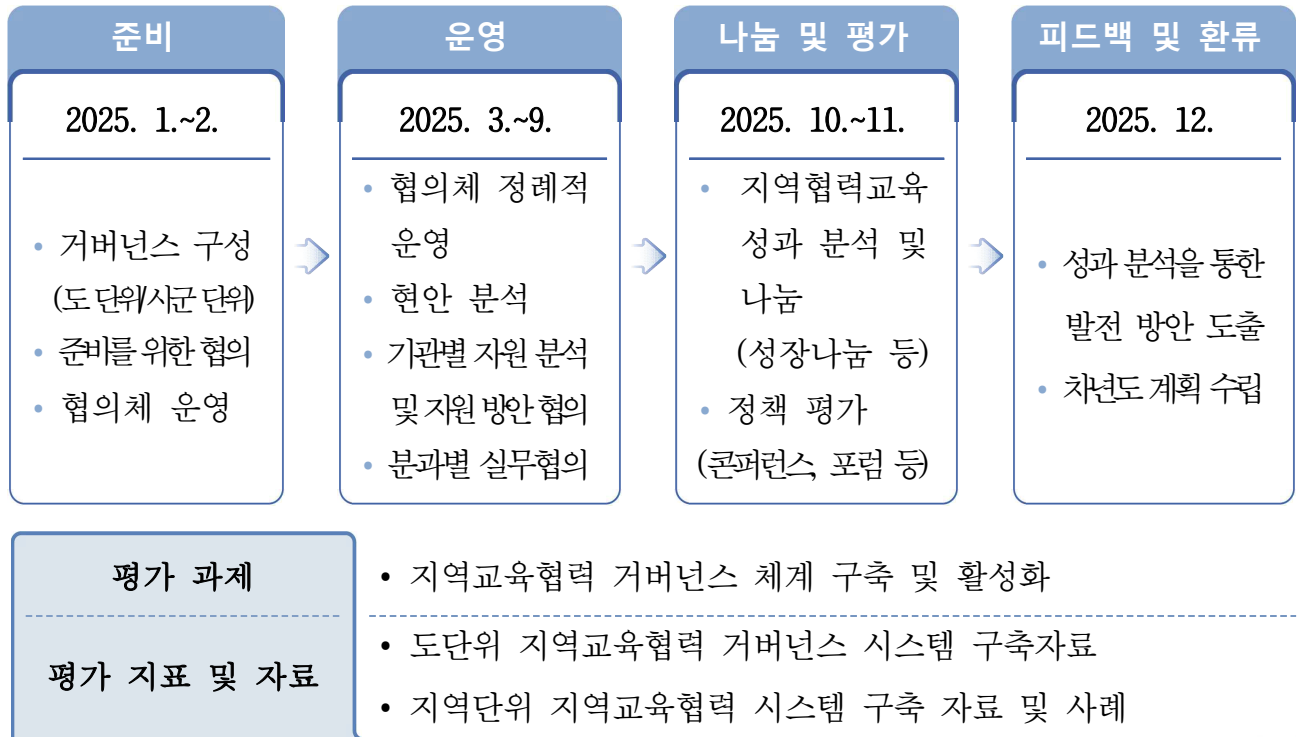 준비
2025. 1.~2.
• 거버넌스 구성
(도 단위/시군 단위)
• 준비를 위한 협의
• 협의체 운영
운영
2025. 3.~9.
• 협의체 정례적
운영
• 현안 분석
• 기관별 자원 분석
및 지원 방안 협의
• 분과별 실무협의
나눔 및 평가
2025. 10.~11.
• 지역협력교육
성과 분석 및
나눔
(성장나눔 등)
• 정책 평가
(콘퍼런스, 포럼 등)
피드백 및 환류
2025. 12.
• 성과 분석을 통한
발전 방안 도출
• 차년도 계획 수립
평가 과제
• 지역교육협력 거버넌스 체계 구축 및 활성화
평가 지표 및 자료
• 도단위 지역교육협력 거버넌스 시스템 구축자료
• 지역단위 지역교육협력 시스템 구축 자료 및 사례